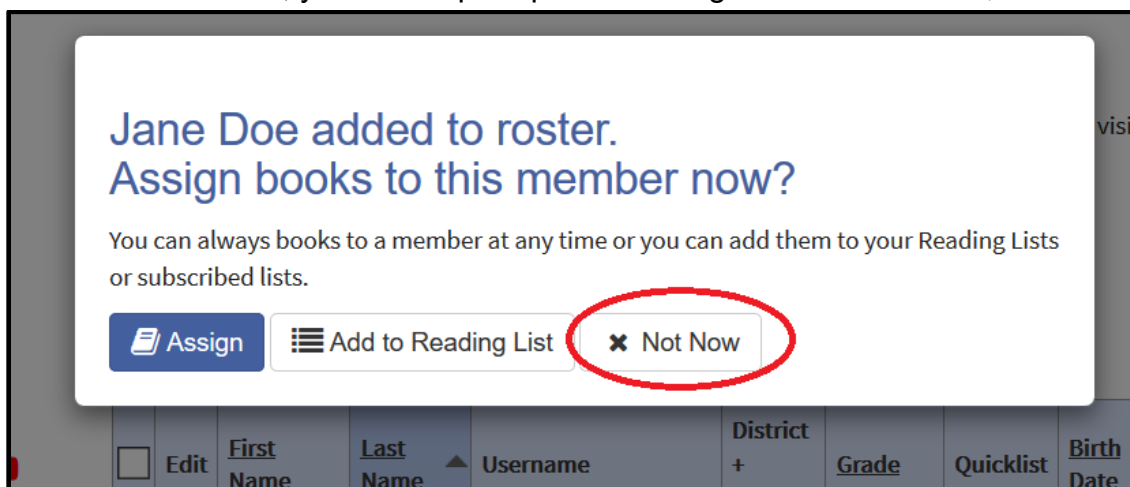 Jane Doe added to roster.
Assign books to this member now?
visi
You can always books to a member at any time or you can add them to your Reading Lists
or subscribed lists.
Assign Add to Reading List Not Now
District
Edit First Last Username + Grade Quicklist Birth
Name Name Date